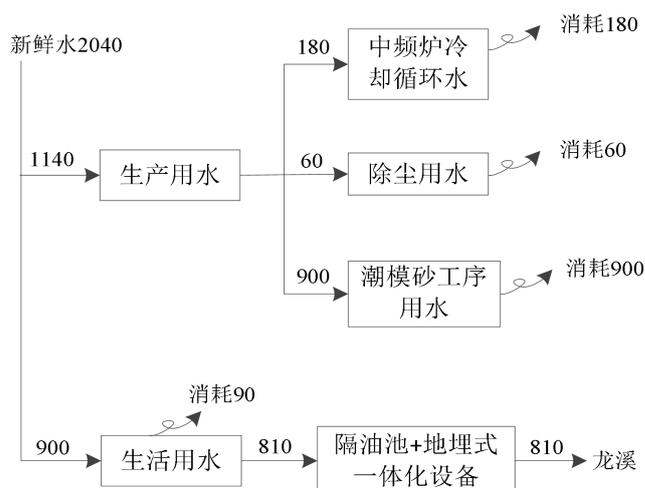 新鲜水2040
1140
生产用水
180
中频炉冷
却循环水
消耗180
60
除尘用水
消耗60
900
潮模砂工序
用水
消耗900
900
生活用水
消耗90
810
隔油池+地埋式
一体化设备
810
龙溪